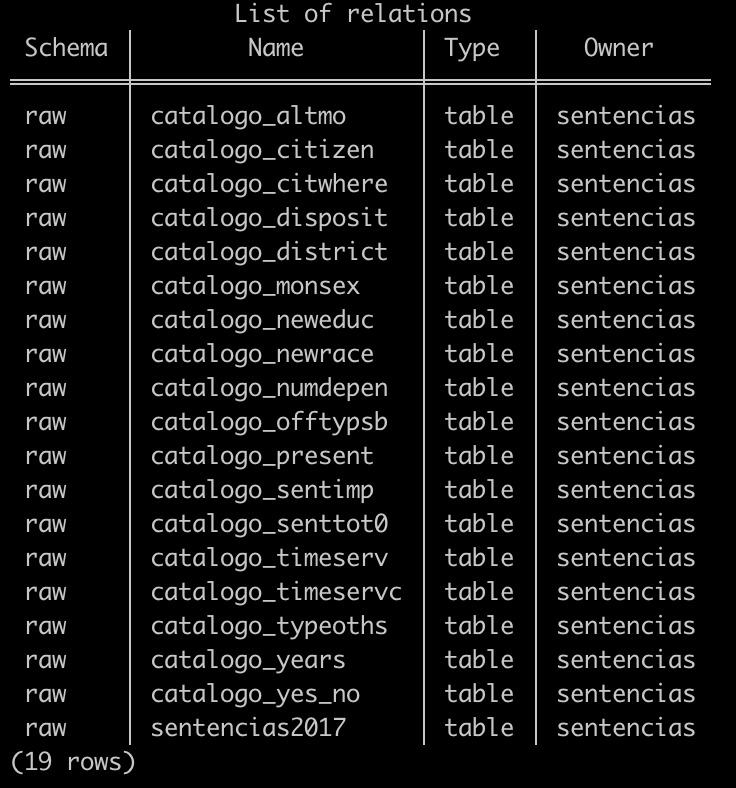 List of relations
Schema Name Type Owner
raw catalogo_altmo table sentencias
raw catalogo_citizen table sentencias
raw catalogo_citwhere table sentencias
raw catalogo_disposit table sentencias
raw catalogo_district table sentencias
raw catalogo_monsex table sentencias
raw catalogo_neweduc table sentencias
raw catalogo_newrace table sentencias
raw catalogo_numdepen table sentencias
raw catalogo_offtypsb table sentencias
raw catalogo_present table sentencias
raw catalogo_sentimp table sentencias
raw catalogo_senttot0 table sentencias
raw catalogo_timeserv table sentencias
raw catalogo_timeservc table sentencias
raw catalogo_typeoths table sentencias
raw catalogo_years table sentencias
raw catalogo_yes_no table sentencias
raw sentencias2017 table sentencias
(19 rows)